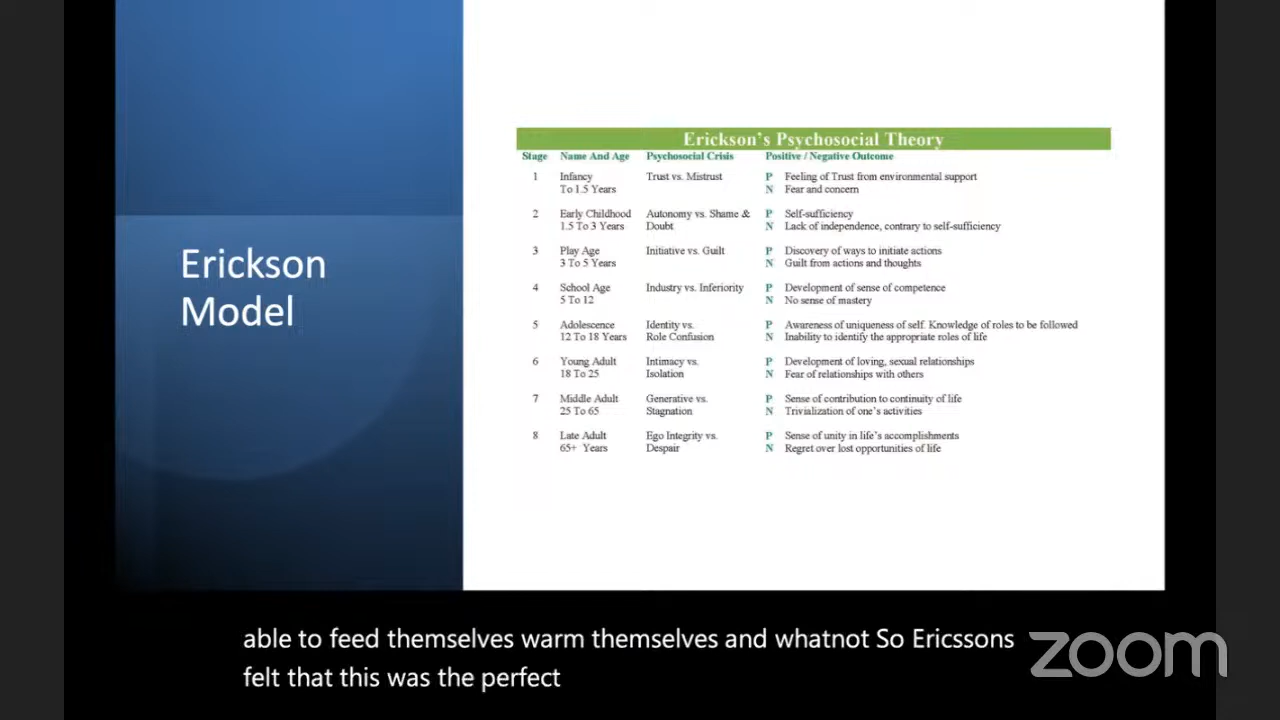 Erickson
Model
Erickson's Psychosocial Theory
Stage Name And Age Psychosocial Crisis Positive / Negative Outcome
1 Infancy Trust vs. Mistrust P Feeling of Trust from environmental support
To 1.5 Years N Fear and concern
2 Early Childhood Autonomy vs. Shame & P Self-sufficiency
1.5 To 3 Years Doubt N Lack of independence, contrary to self-sufficiency
3 Play Age Initiative vs. Guilt P Discovery of ways to initiate actions
3 To 5 Years N Guilt from actions and thoughts
4 School Age Industry vs. Inferiority P Development of sense of competence
5 To 12 N No sense of mastery
5 Adolescence Identity vs. P Awareness of uniqueness of self. Knowledge of roles to be followed
12 To 18 Years Role Confusion N Inability to identify the appropriate roles of life
6 Young Adult Intimacy vs. P Development of loving, sexual relationships
18 To 25 Isolation N Fear of relationships with others
7 Middle Adult Generative vs. P Sense of contribution to continuity of life
25 To 65 Stagnation N Trivialization of one's activities
8 Late Adult Ego Integrity vs. P Sense of unity in life's accomplishments
65+ Years Despair N Regret over lost opportunities of life
able to feed themselves warm themselves and whatnot So Ericssons
felt that this was the perfect
zoom